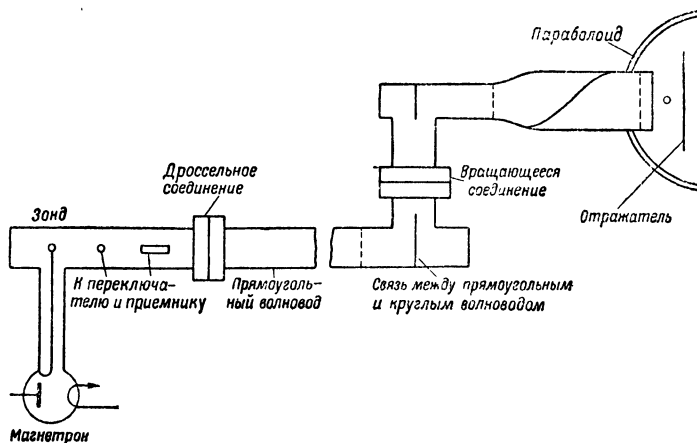 Параболоид
Дроссельное
соединение
Вращающееся
соединение
Зонд
Отражатель
К переключа-
телю и приемнику
Прямоуголь-
ный волновод
Связь между прямоугольным
и круглым волноводом
Магнетрон